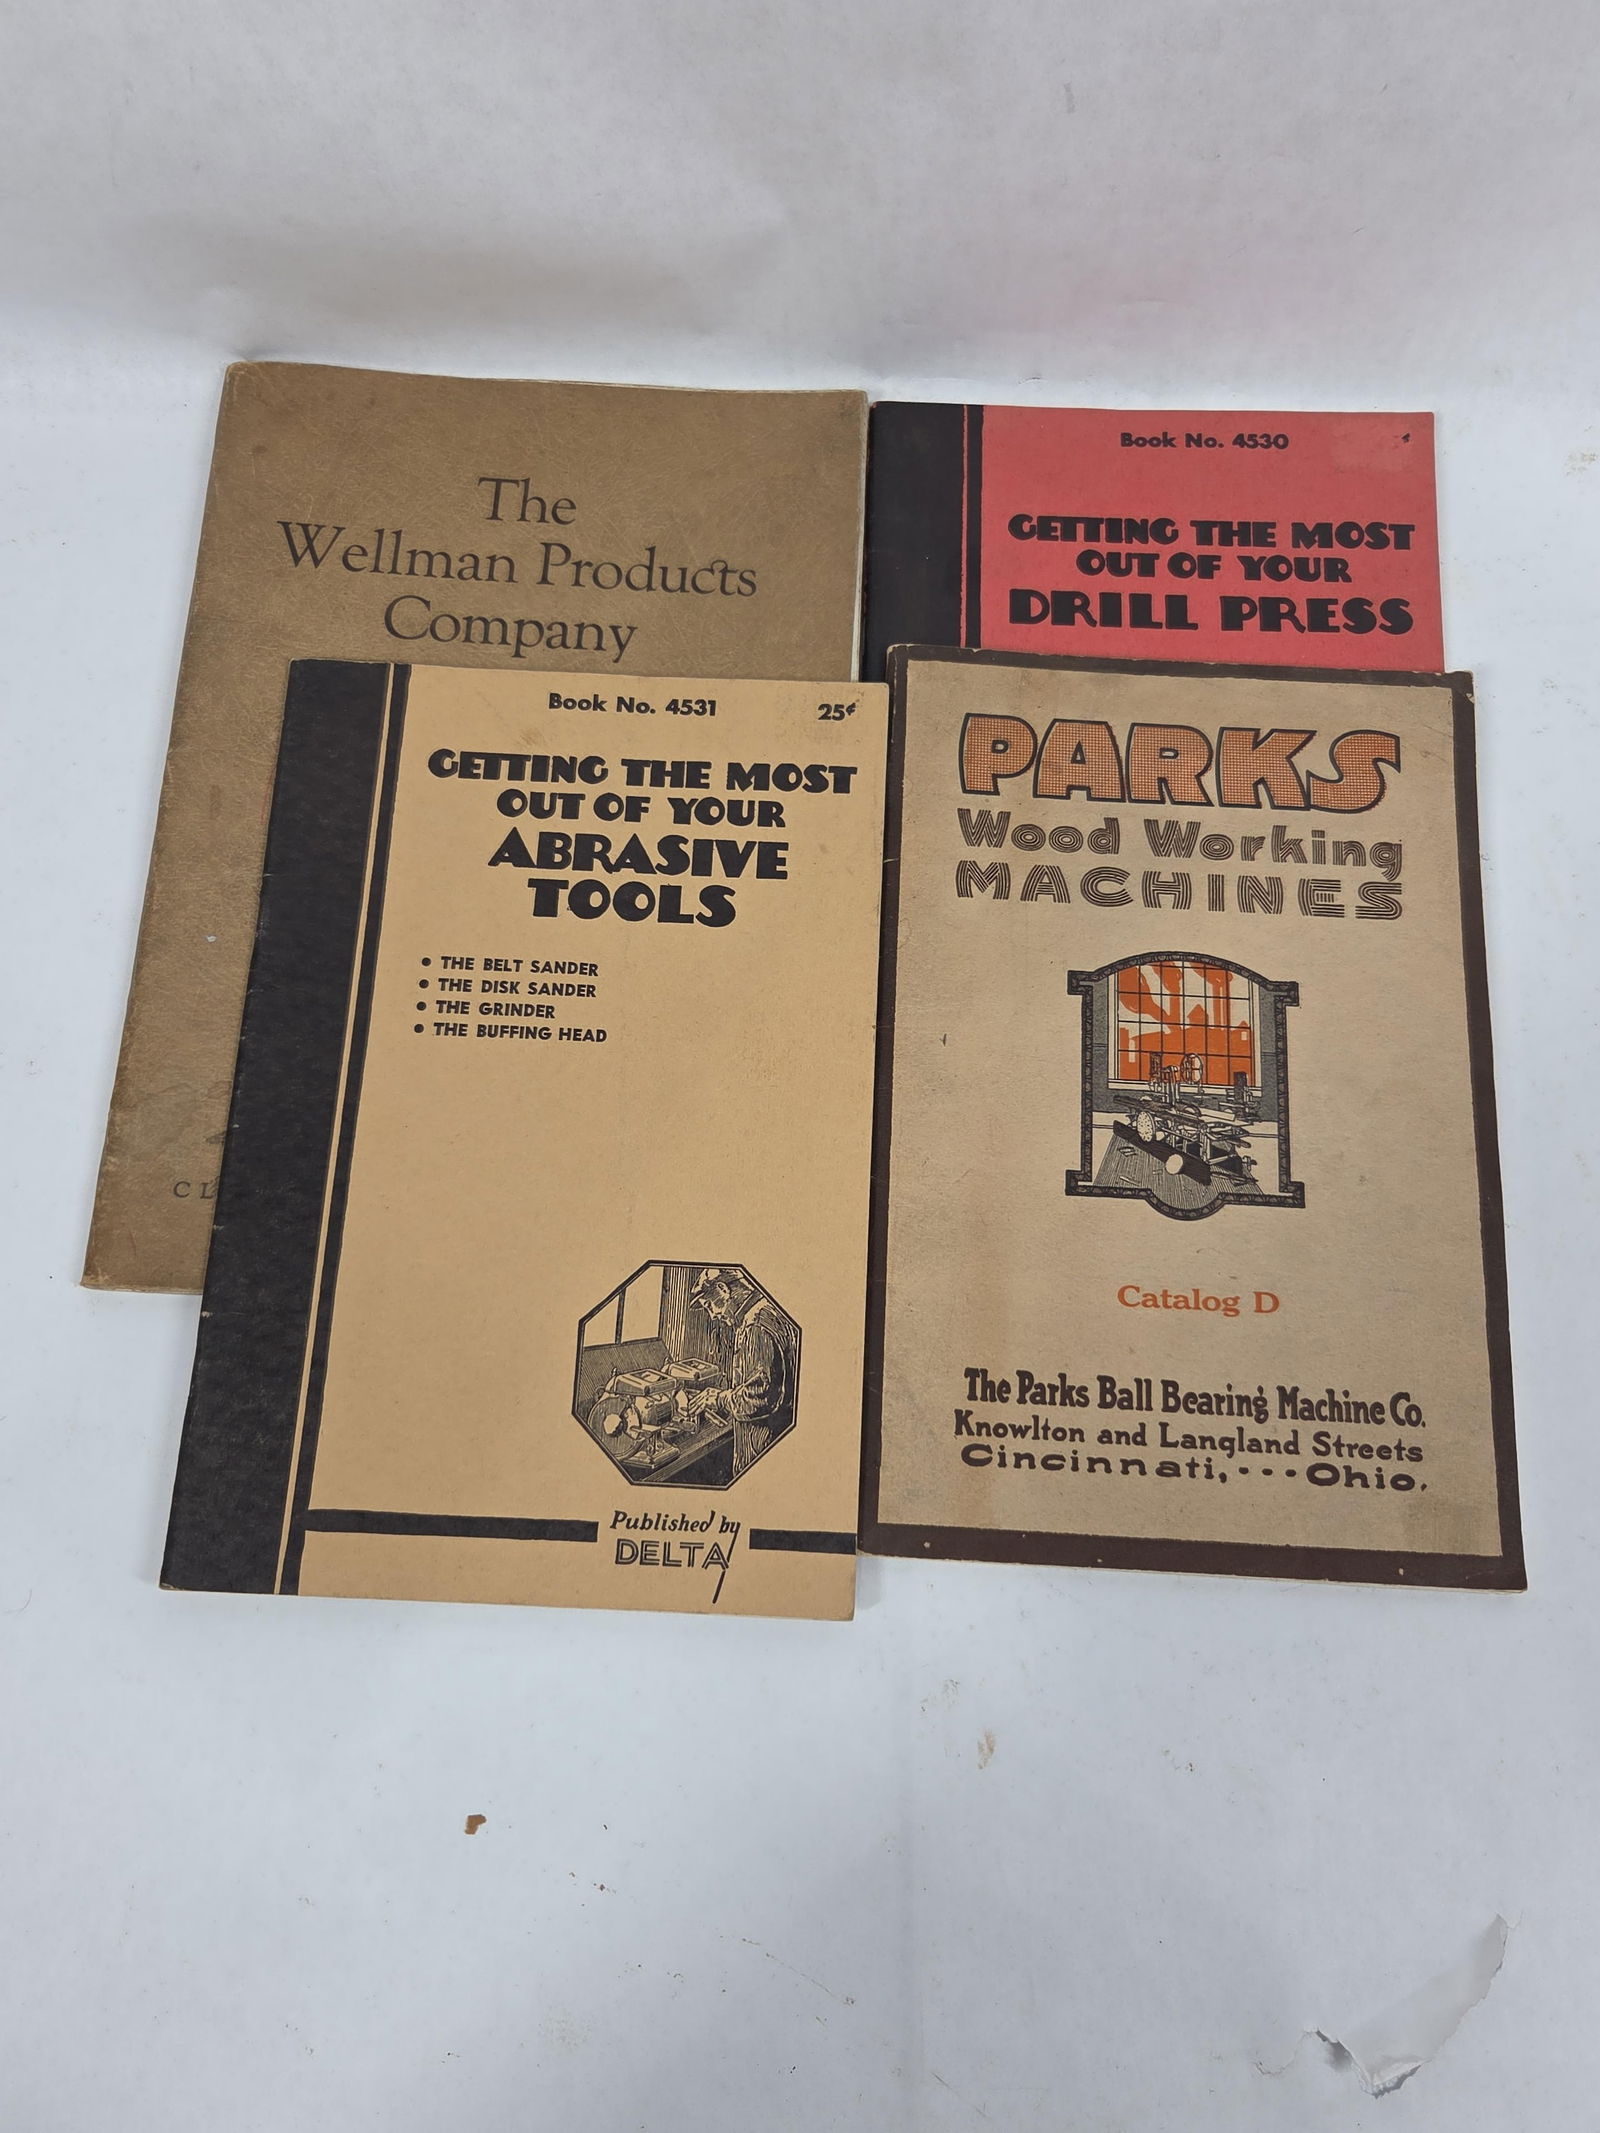 The
Wellman Products
Company
CL
Book No. 4530
¢
GETTING THE MOST
OUT OF YOUR
DRILL PRESS
Book No. 4531
25¢
GETTING THE MOST
OUT OF YOUR
ABRASIVE
TOOLS
• THE BELT SANDER
• THE DISK SANDER
• THE GRINDER
• THE BUFFING HEAD
Published by
DELTA
PARKS
Wood Working
MACHINES
Catalog D
The Parks Ball Bearing Machine Co.
Knowlton and Langland Streets
Cincinnati, - - - Ohio.